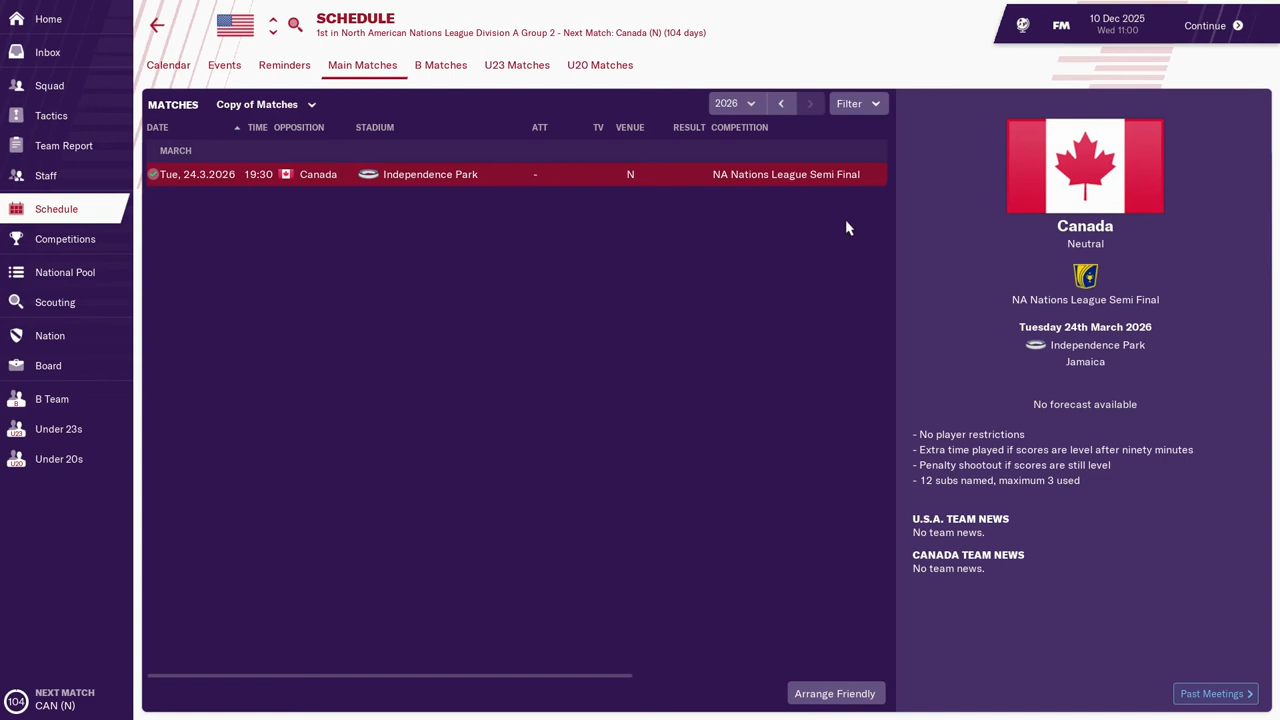 Home
Inbox
Squad
Tactics
Team Report
Staff
Schedule
Competitions
National Pool
Scouting
Nation
Board
B Team
B
Under 23s
U23
Under 20s
U20
104
NEXT MATCH
CAN (N)
SCHEDULE
1st in North American Nations League Division A Group 2 - Next Match: Canada (N) (104 days)
FM
10 Dec 2025
Wed 11:00
Continue
Calendar Events Reminders Main Matches B Matches U23 Matches U20 Matches
MATCHES Copy of Matches 2026 Filter
DATE TIME OPPOSITION STADIUM ATT TV VENUE RESULT COMPETITION
MARCH
Tue, 24.3.2026 19:30 Canada Independence Park - N NA Nations League Semi Final
Arrange Friendly
Canada
Neutral
NA Nations League Semi Final
Tuesday 24th March 2026
Independence Park
Jamaica
No forecast available
- No player restrictions
- Extra time played if scores are level after ninety minutes
- Penalty shootout if scores are still level
- 12 subs named, maximum 3 used
U.S.A. TEAM NEWS
No team news.
CANADA TEAM NEWS
No team news.
Past Meetings